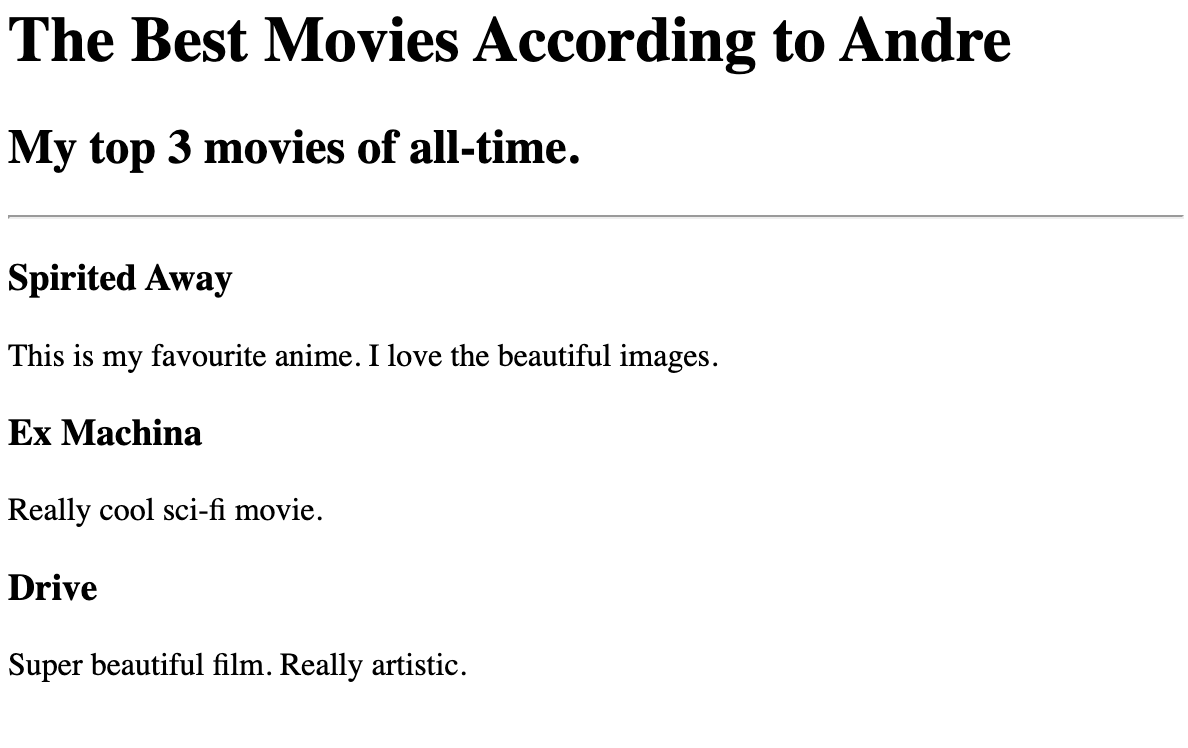 The Best Movies According to Andre
My top 3 movies of all-time.
Spirited Away
This is my favourite anime. I love the beautiful images.
Ex Machina
Really cool sci-fi movie.
Drive
Super beautiful film. Really artistic.